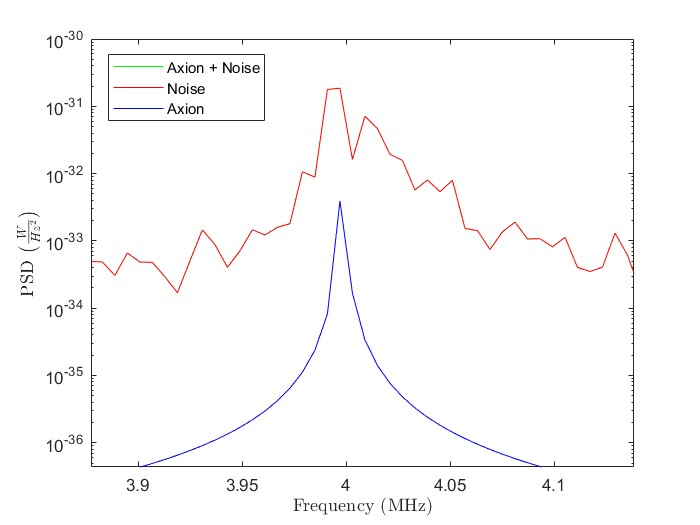 10^-30
10^-31
10^-32
10^-33
10^-34
10^-35
10^-36
PSD (W/Hz^2)
Axion + Noise
Noise
Axion
3.9 3.95 4 4.05 4.1
Frequency (MHz)